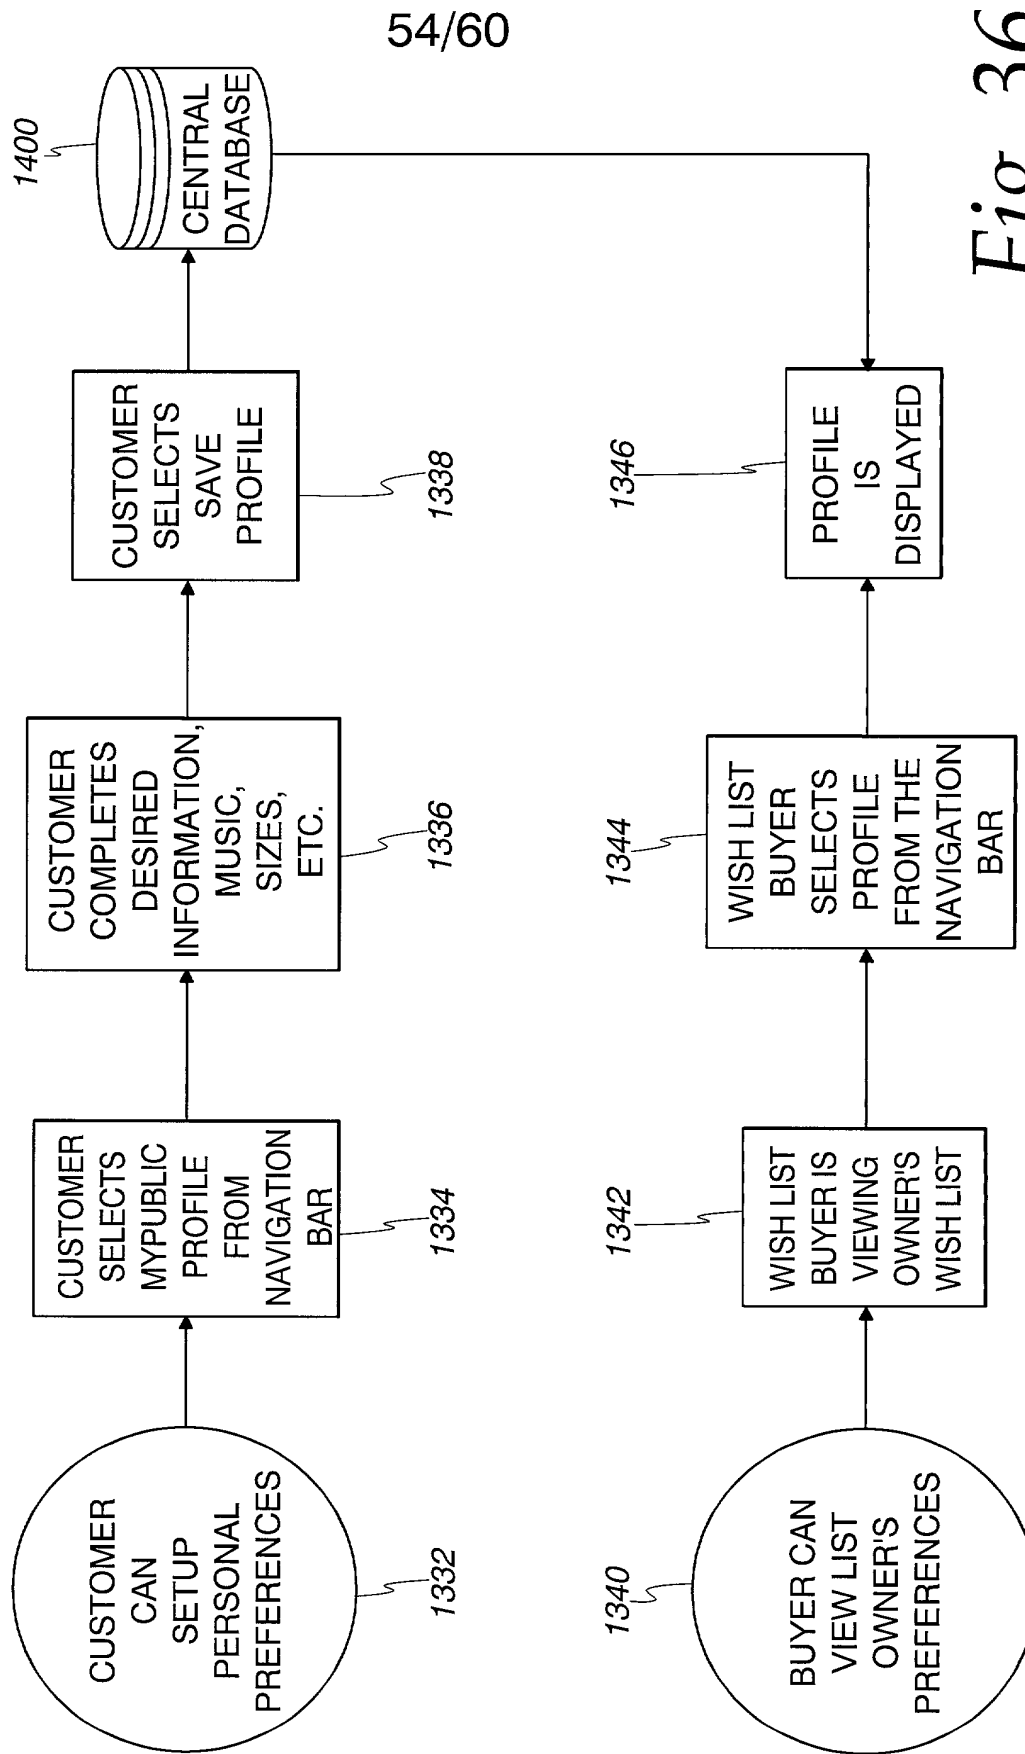 54/60
CUSTOMER
CAN
SETUP
PERSONAL
PREFERENCES
1332
CUSTOMER
SELECTS
MYPUBLIC
PROFILE
FROM
NAVIGATION
BAR
1334
CUSTOMER
COMPLETES
DESIRED
INFORMATION,
MUSIC,
SIZES,
ETC.
1336
CUSTOMER
SELECTS
SAVE
PROFILE
1338
1400
CENTRAL
DATABASE
1340
BUYER CAN
VIEW LIST
OWNER'S
PREFERENCES
1342
WISH LIST
BUYER IS
VIEWING
OWNER'S
WISH LIST
1344
WISH LIST
BUYER
SELECTS
PROFILE
FROM THE
NAVIGATION
BAR
1346
PROFILE
IS
DISPLAYED
Fig. 36